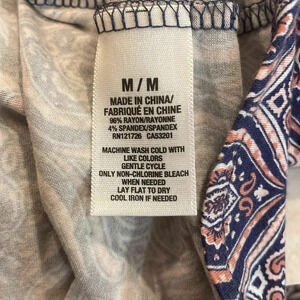 M / M
MADE IN CHINA/
FABRIQUÉ EN CHINE
96% RAYON/RAYONNE
4% SPANDEX/SPANDEX
RN121726 CA53201
MACHINE WASH COLD WITH
LIKE COLORS
GENTLE CYCLE
ONLY NON-CHLORINE BLEACH
WHEN NEEDED
LAY FLAT TO DRY
COOL IRON IF NEEDED